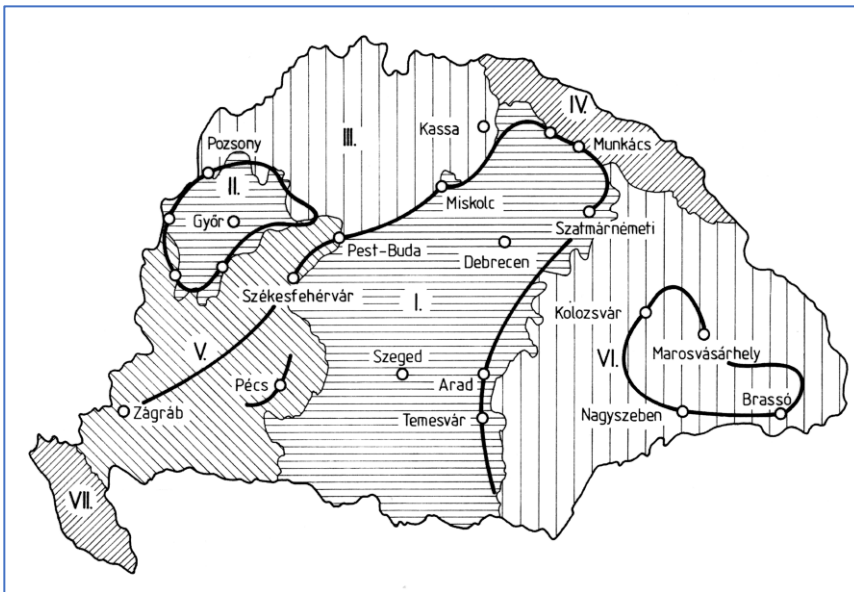 IV.
Kassa
III.
Pozsony
Munkács
II.
Miskolc
Győr
Szatmárnémeti
Pest-Buda
Debrecen
Székesfehérvár
I.
Kolozsvár
V.
Marosvásárhely
VI.
Szeged
Pécs
Arad
Brassó
Zágráb
Temesvár
Nagyszeben
VII.